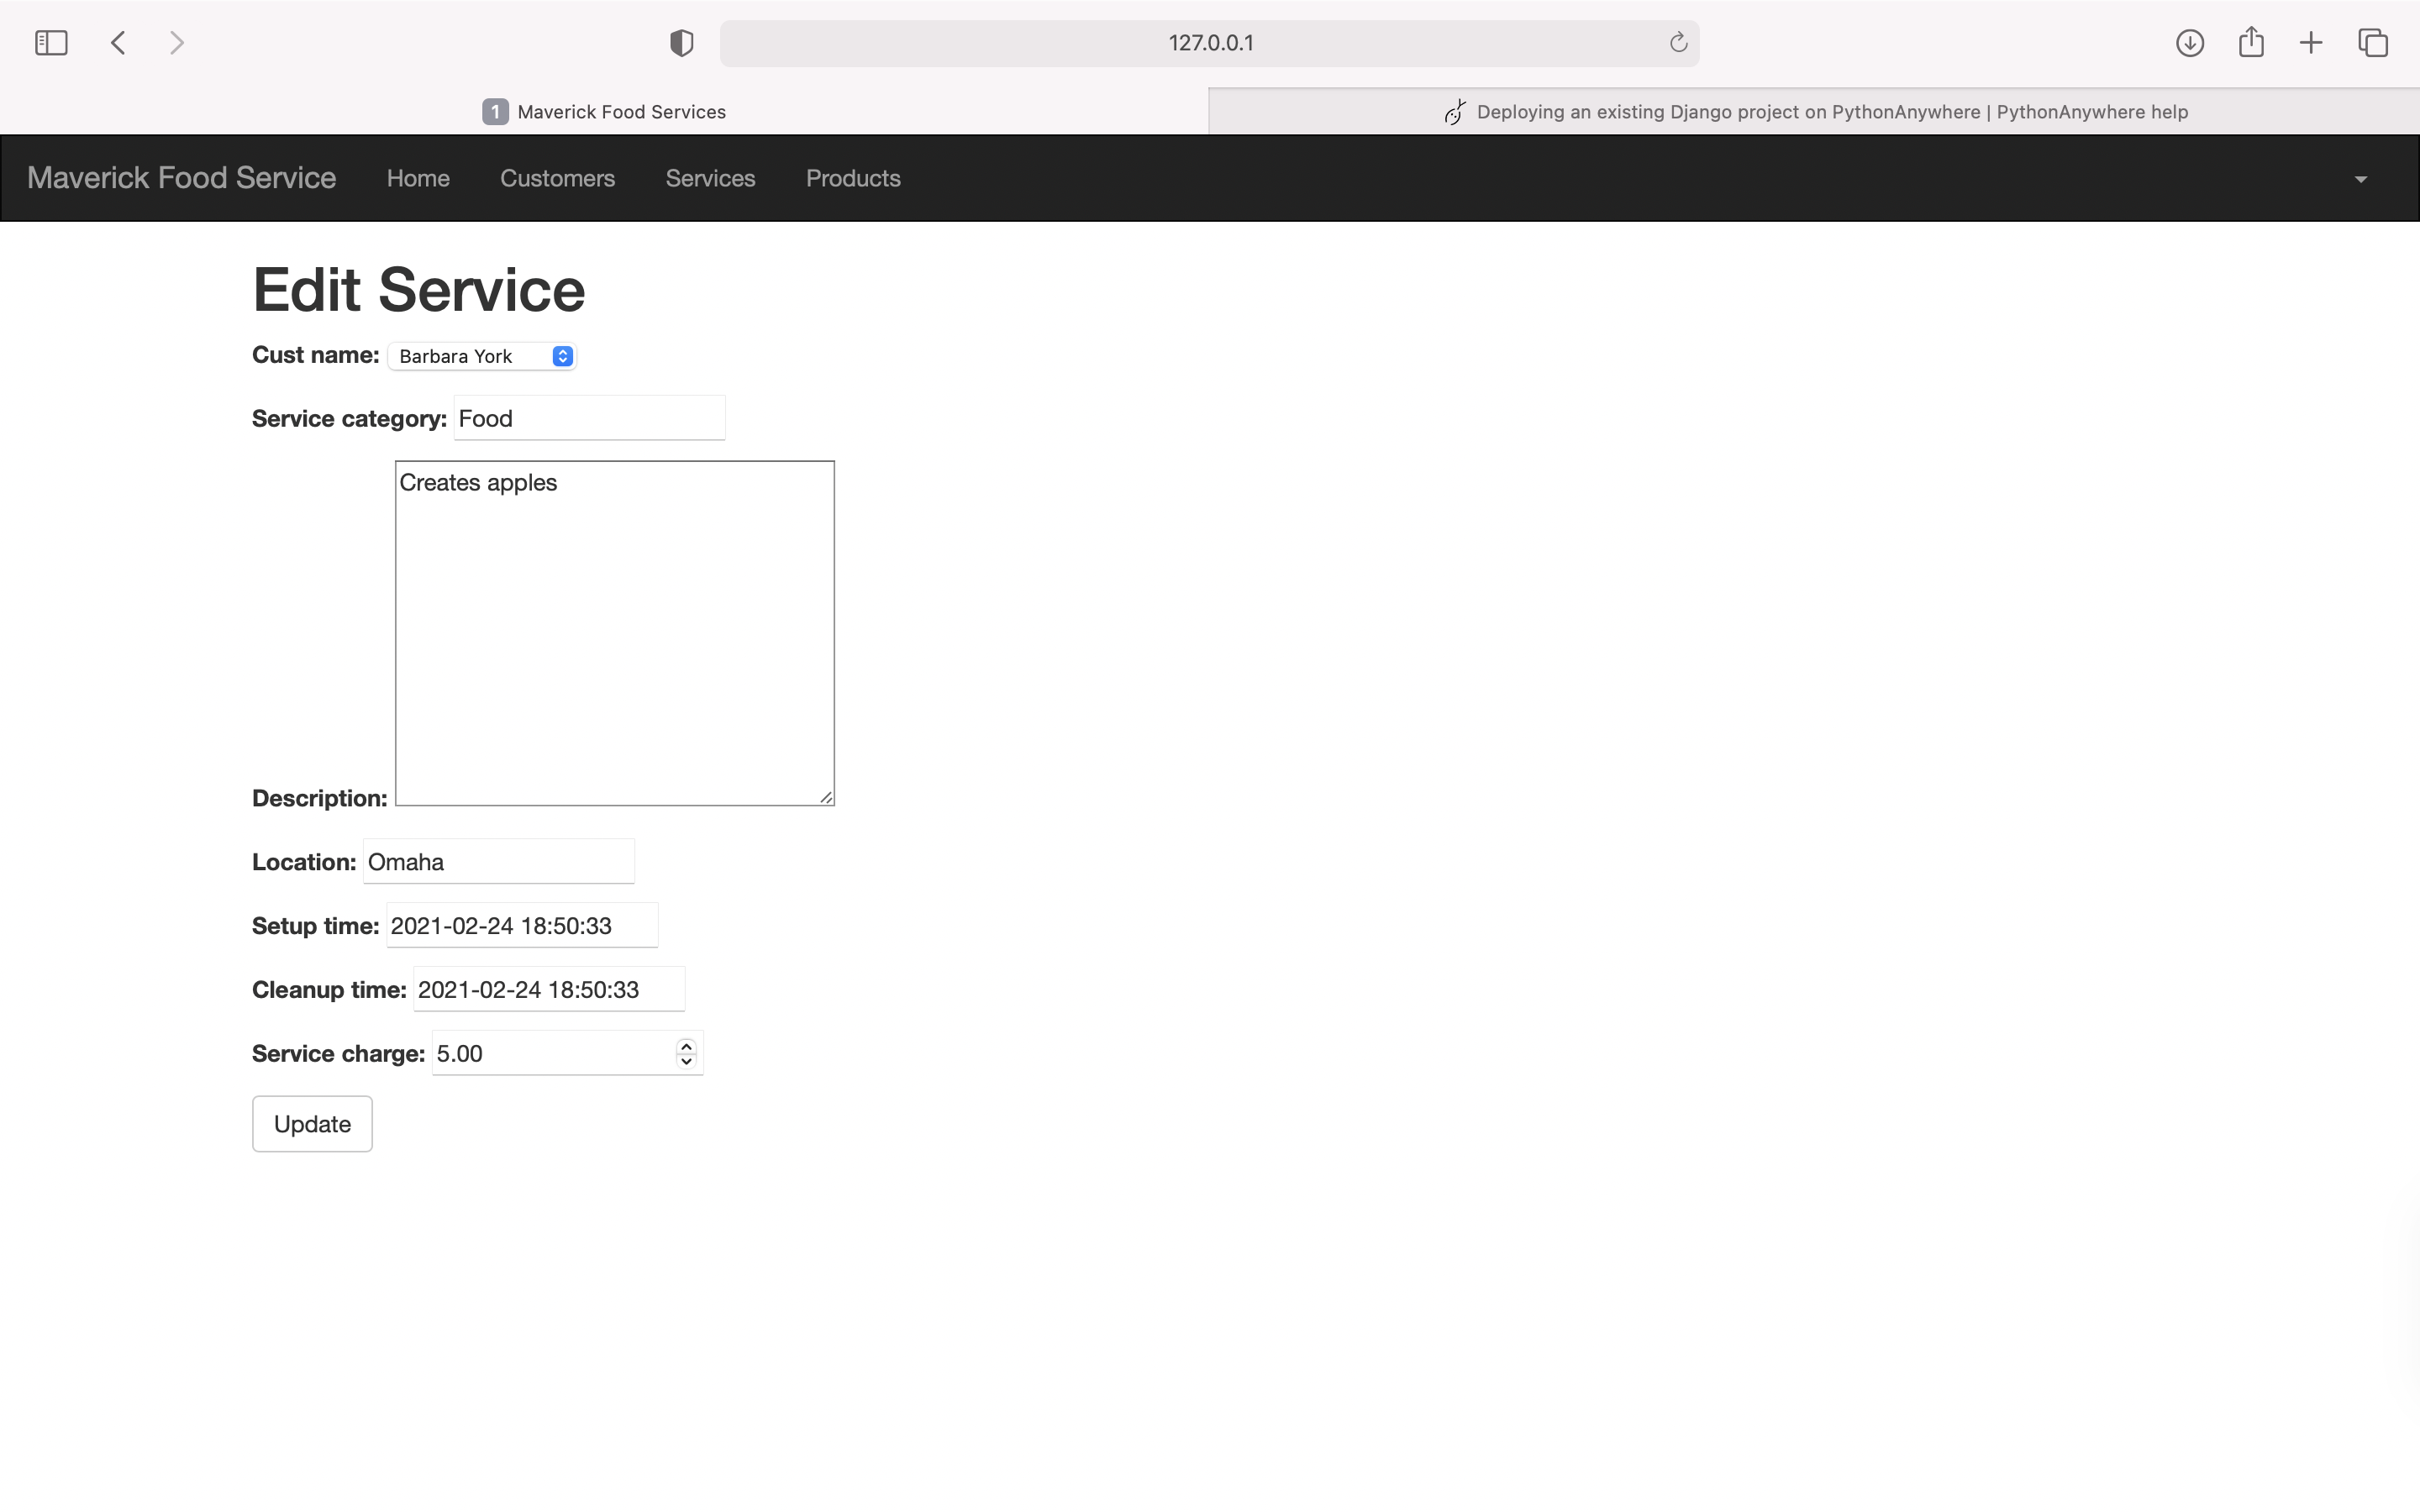 127.0.0.1
1 Maverick Food Services
Deploying an existing Django project on PythonAnywhere | PythonAnywhere help
Maverick Food Service Home Customers Services Products
Edit Service
Cust name: Barbara York
Service category: Food
Creates apples
Description:
Location: Omaha
Setup time: 2021-02-24 18:50:33
Cleanup time: 2021-02-24 18:50:33
Service charge: 5.00
Update